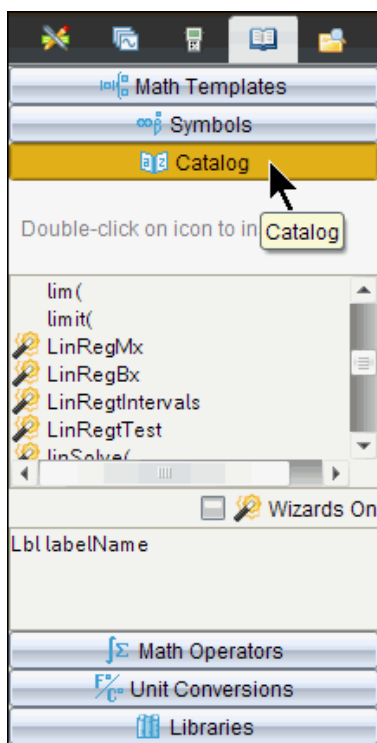 Math Templates
Symbols
Catalog
Double-click on icon to in
Catalog
lim(
limit(
LinRegMx
LinRegBx
LinRegtIntervals
LinRegtTest
linSolve(
Wizards On
Lbl labelName
Math Operators
Unit Conversions
Libraries